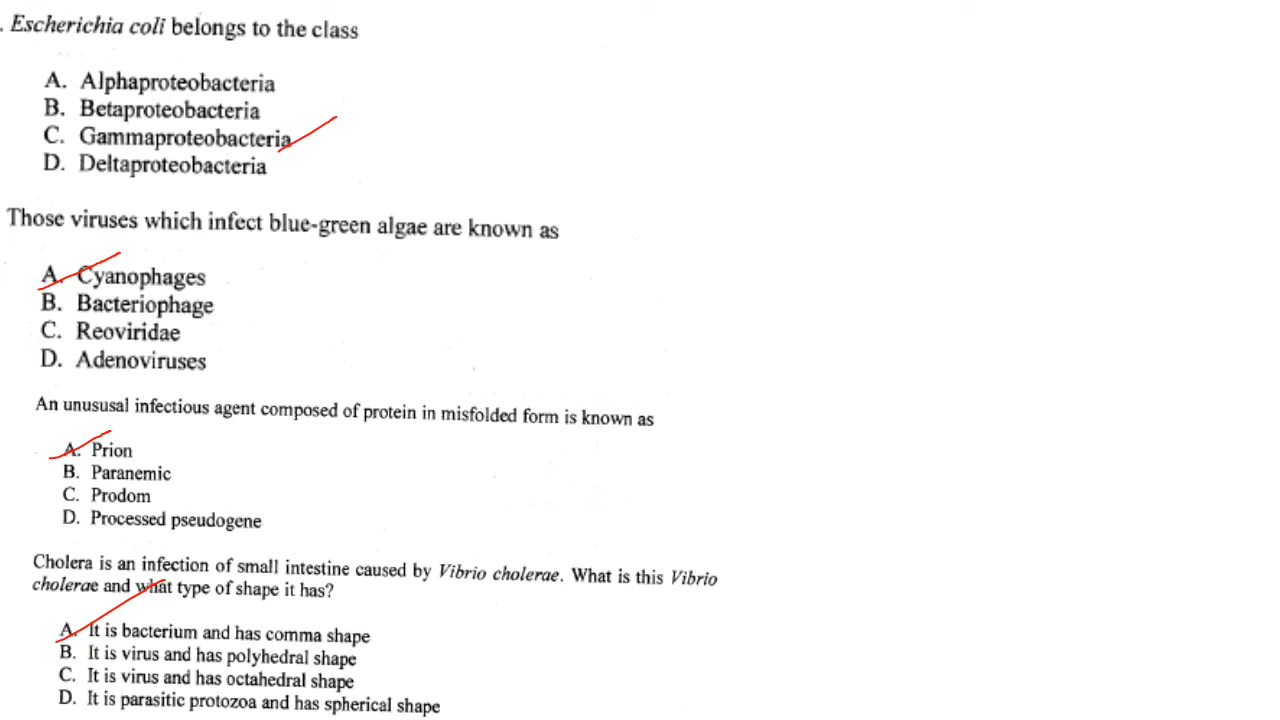 . Escherichia coli belongs to the class
A. Alphaproteobacteria
B. Betaproteobacteria
C. Gammaproteobacteria
D. Deltaproteobacteria
Those viruses which infect blue-green algae are known as
A. Cyanophages
B. Bacteriophage
C. Reoviridae
D. Adenoviruses
An unususal infectious agent composed of protein in misfolded form is known as
A. Prion
B. Paranemic
C. Prodom
D. Processed pseudogene
Cholera is an infection of small intestine caused by Vibrio cholerae. What is this Vibrio
cholerae and what type of shape it has?
A. It is bacterium and has comma shape
B. It is virus and has polyhedral shape
C. It is virus and has octahedral shape
D. It is parasitic protozoa and has spherical shape